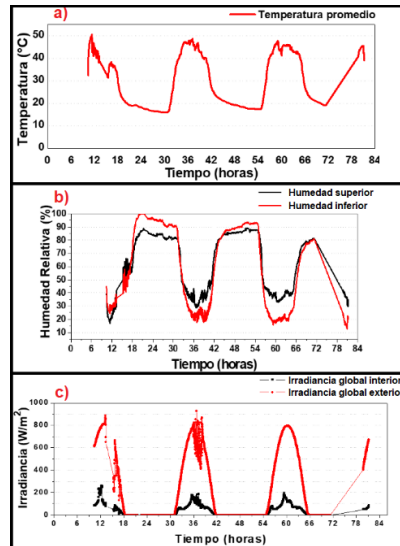 a)
Temperatura promedio
Temperatura (°C)
50
40
30
20
10
0
0 6 12 18 24 30 36 42 48 54 60 66 72 78 84
Tiempo (horas)
b)
Humedad superior
Humedad inferior
Humedad Relativa (%)
100
90
80
70
60
50
40
30
20
10
0 6 12 18 24 30 36 42 48 54 60 66 72 78 84
Tiempo (horas)
c)
Irradiancia global interior
Irradiancia global exterior
Irradiancia (W/m²)
1000
800
600
400
200
0
0 6 12 18 24 30 36 42 48 54 60 66 72 78 84
Tiempo (horas)